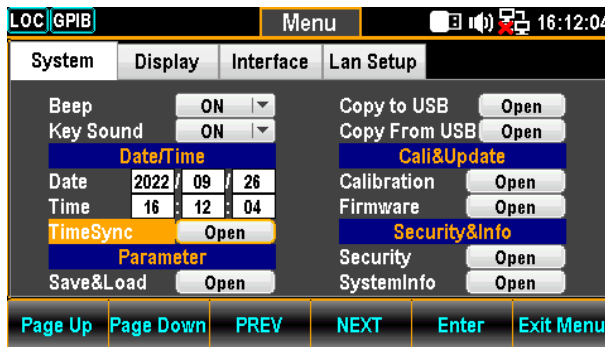 LOC GPIB Menu 16:12:04
System Display Interface Lan Setup
Beep ON
Key Sound ON
Date/Time
Date 2022 / 09 / 26
Time 16 : 12 : 04
TimeSync Open
Parameter
Save&Load Open
Copy to USB Open
Copy From USB Open
Cali&Update
Calibration Open
Firmware Open
Security&Info
Security Open
SystemInfo Open
Page Up Page Down PREV NEXT Enter Exit Menu